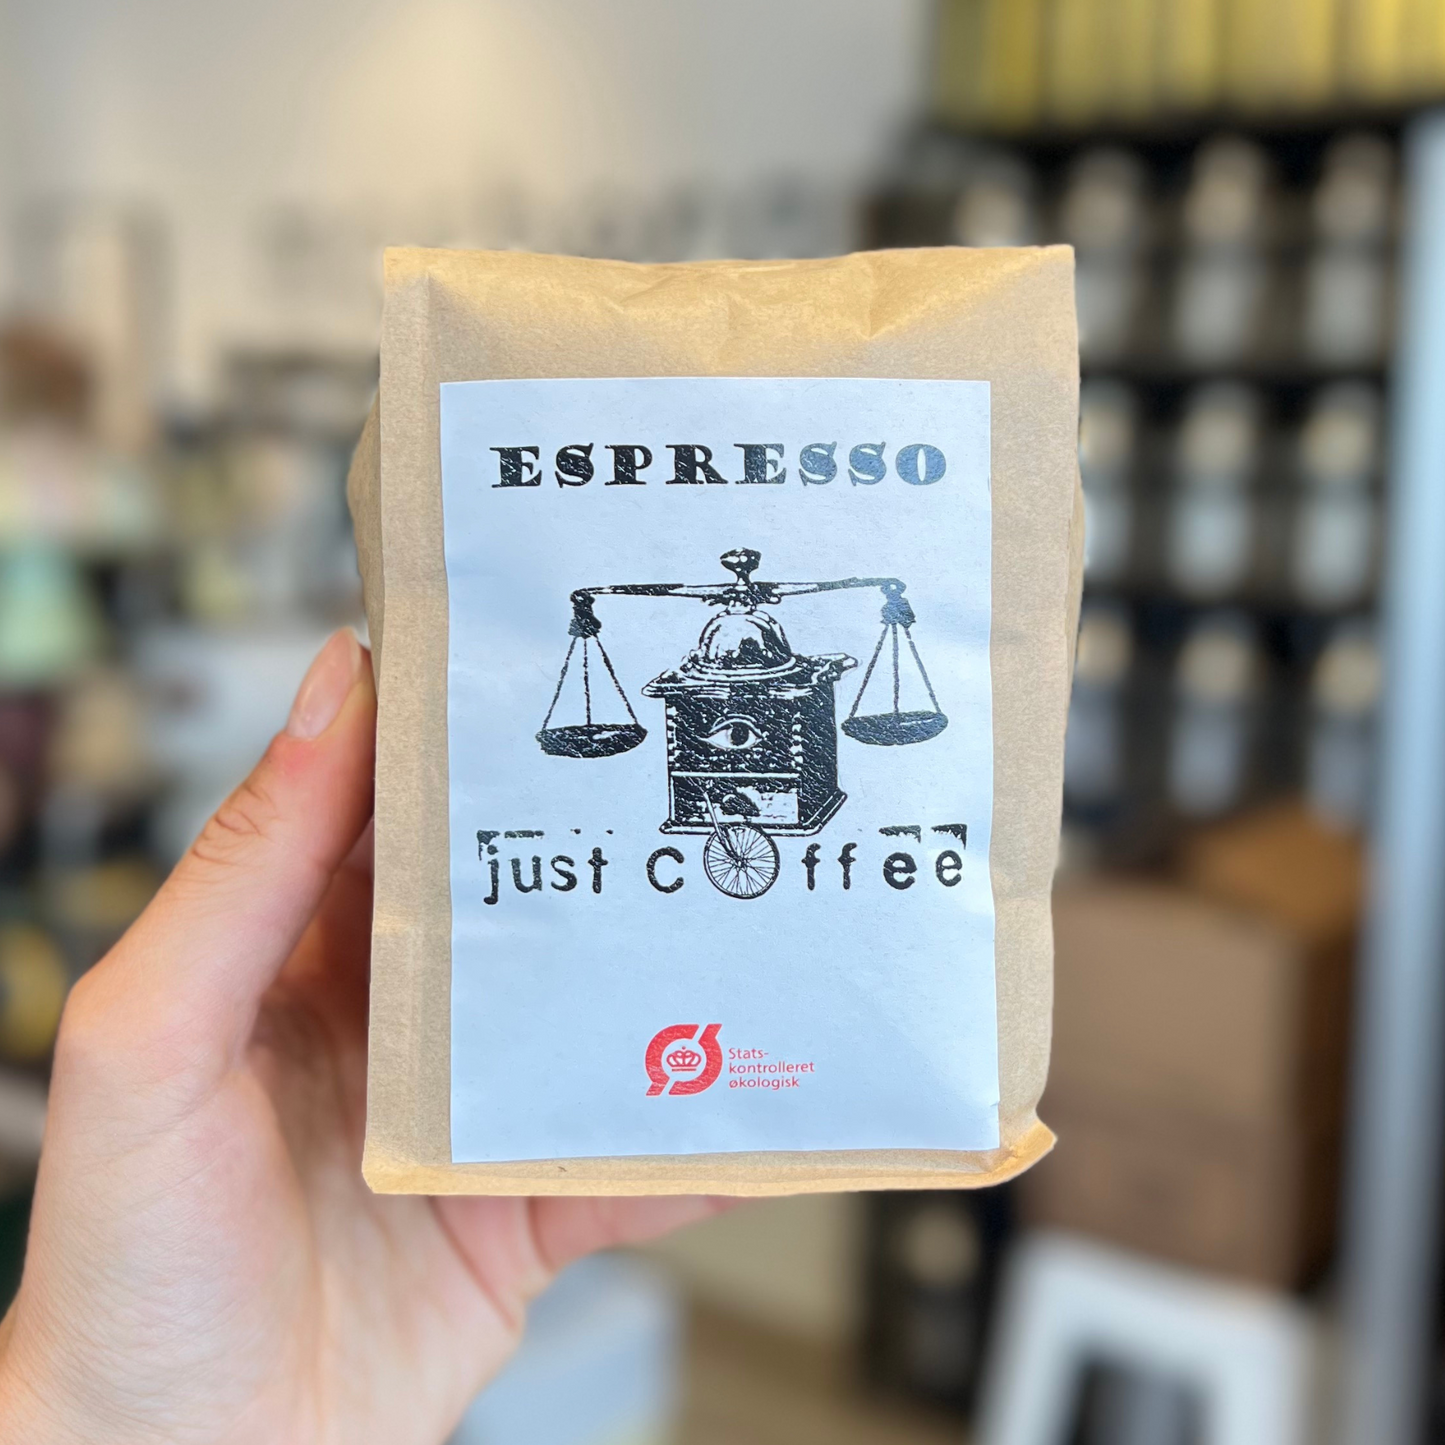 ESPRESSO
just coffee
Stats-
kontrolleret
økologisk